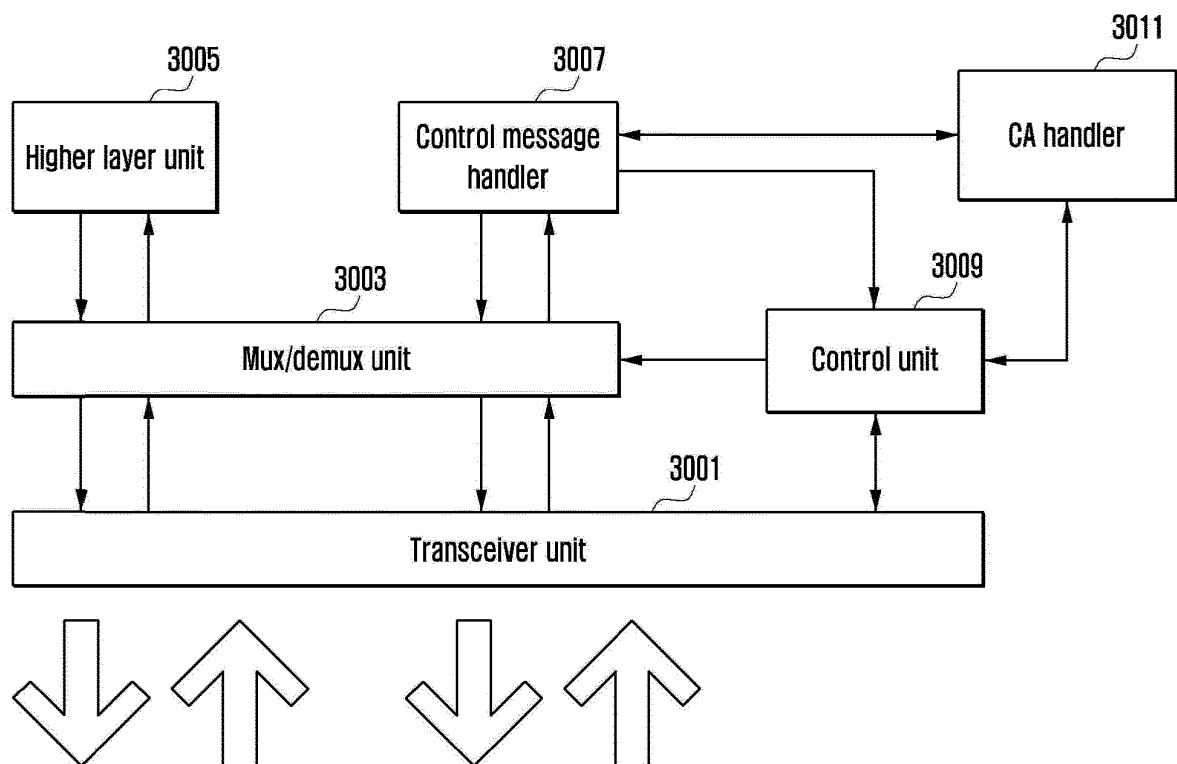 3011
3005
3007
CA handler
Higher layer unit
Control message
handler
3009
3003
Mux/demux unit
Control unit
3001
Transceiver unit